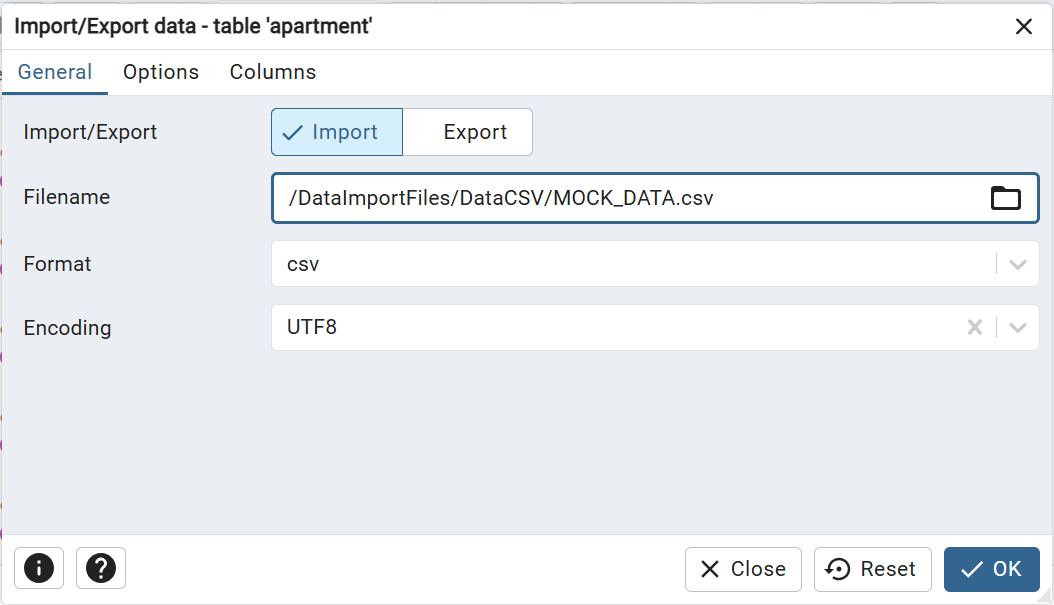 Import/Export data - table 'apartment'
General Options Columns
Import/Export Import Export
Filename /DataImportFiles/DataCSV/MOCK_DATA.csv
Format csv
Encoding UTF8
Close Reset OK